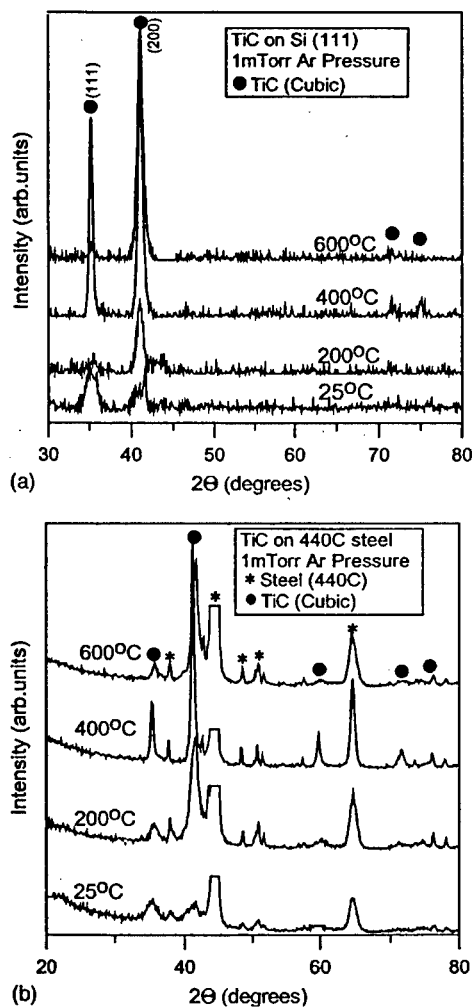 TiC on Si (111)
1mTorr Ar Pressure
● TiC (Cubic)
(111)
(200)
600°C
400°C
200°C
25°C
Intensity (arb.units)
30 40 50 60 70 80
2Θ (degrees)
(a)
TiC on 440C steel
1mTorr Ar Pressure
* Steel (440C)
● TiC (Cubic)
600°C
400°C
200°C
25°C
Intensity (arb.units)
20 40 60 80
2Θ (degrees)
(b)